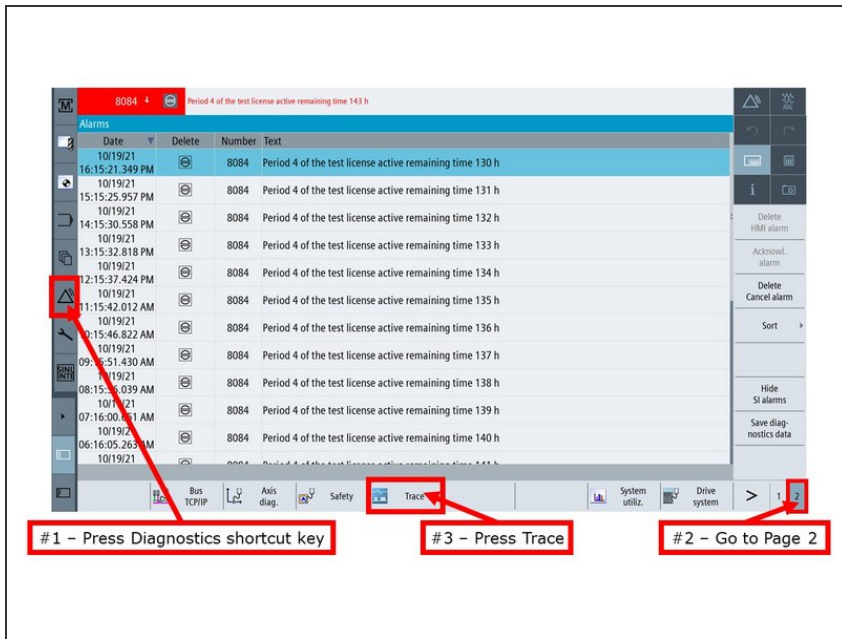 M
8084
Period 4 of the test license active remaining time 143 h
JOG
Alarms
Date Delete Number Text
10/19/21
16:15:21.349 PM
8084 Period 4 of the test license active remaining time 130 h
10/19/21
15:15:25.957 PM
8084 Period 4 of the test license active remaining time 131 h
10/19/21
14:15:30.558 PM
8084 Period 4 of the test license active remaining time 132 h
10/19/21
13:15:32.818 PM
8084 Period 4 of the test license active remaining time 133 h
10/19/21
12:15:37.424 PM
8084 Period 4 of the test license active remaining time 134 h
10/19/21
11:15:42.012 AM
8084 Period 4 of the test license active remaining time 135 h
10/19/21
8084 Period 4 of the test license active remaining time 136 h
10/19/21
8084 Period 4 of the test license active remaining time 137 h
8084 Period 4 of the test license active remaining time 138 h
8084 Period 4 of the test license active remaining time 139 h
8084 Period 4 of the test license active remaining time 140 h
10/19/21
i
Delete
HMI alarm
Acknowl.
alarm
Delete
Cancel alarm
Sort
Hide
SI alarms
Save diag-
nostics data
Bus
TCP/IP
Axis
diag.
Safety
Trace
System
utiliz.
Drive
system
> 1 2
#1 – Press Diagnostics shortcut key
#3 – Press Trace
#2 – Go to Page 2